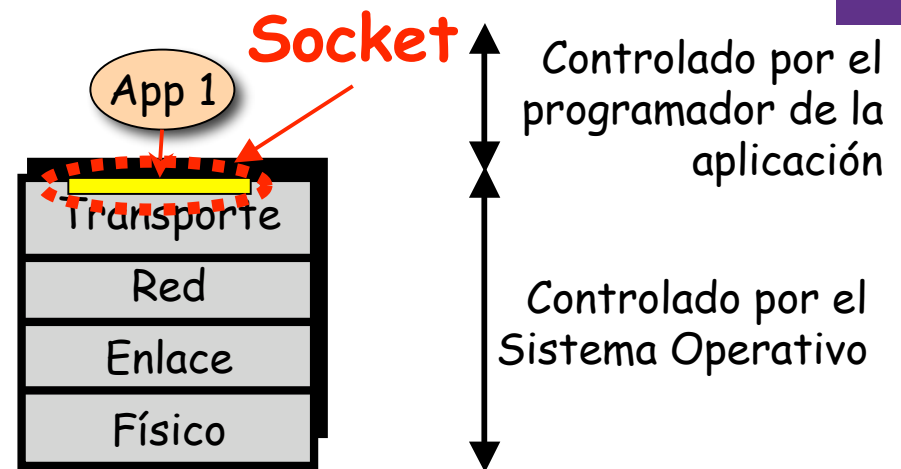 Socket
App 1
Controlado por el
programador de la
aplicación
Transporte
Red
Enlace
Físico
Controlado por el
Sistema Operativo